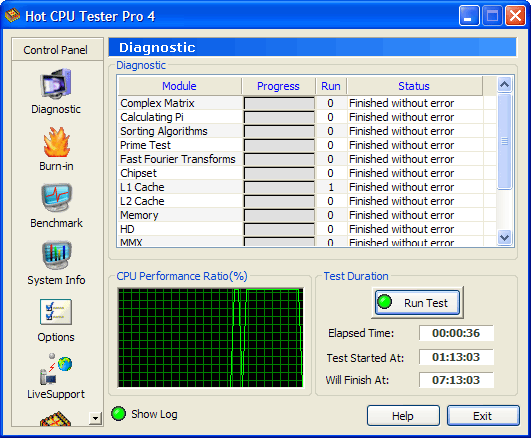 Hot CPU Tester Pro 4
Control Panel
Diagnostic
Burn-in
Benchmark
System Info
Options
LiveSupport
Diagnostic
Diagnostic
Module Progress Run Status
Complex Matrix 0 Finished without error
Calculating Pi 0 Finished without error
Sorting Algorithms 0 Finished without error
Prime Test 0 Finished without error
Fast Fourier Transforms 0 Finished without error
Chipset 0 Finished without error
L1 Cache 1 Finished without error
L2 Cache 0 Finished without error
Memory 0 Finished without error
HD 0 Finished without error
MMX 0 Finished without error
CPU Performance Ratio(%)
Test Duration
Run Test
Elapsed Time: 00:00:36
Test Started At: 01:13:03
Will Finish At: 07:13:03
Show Log
Help
Exit